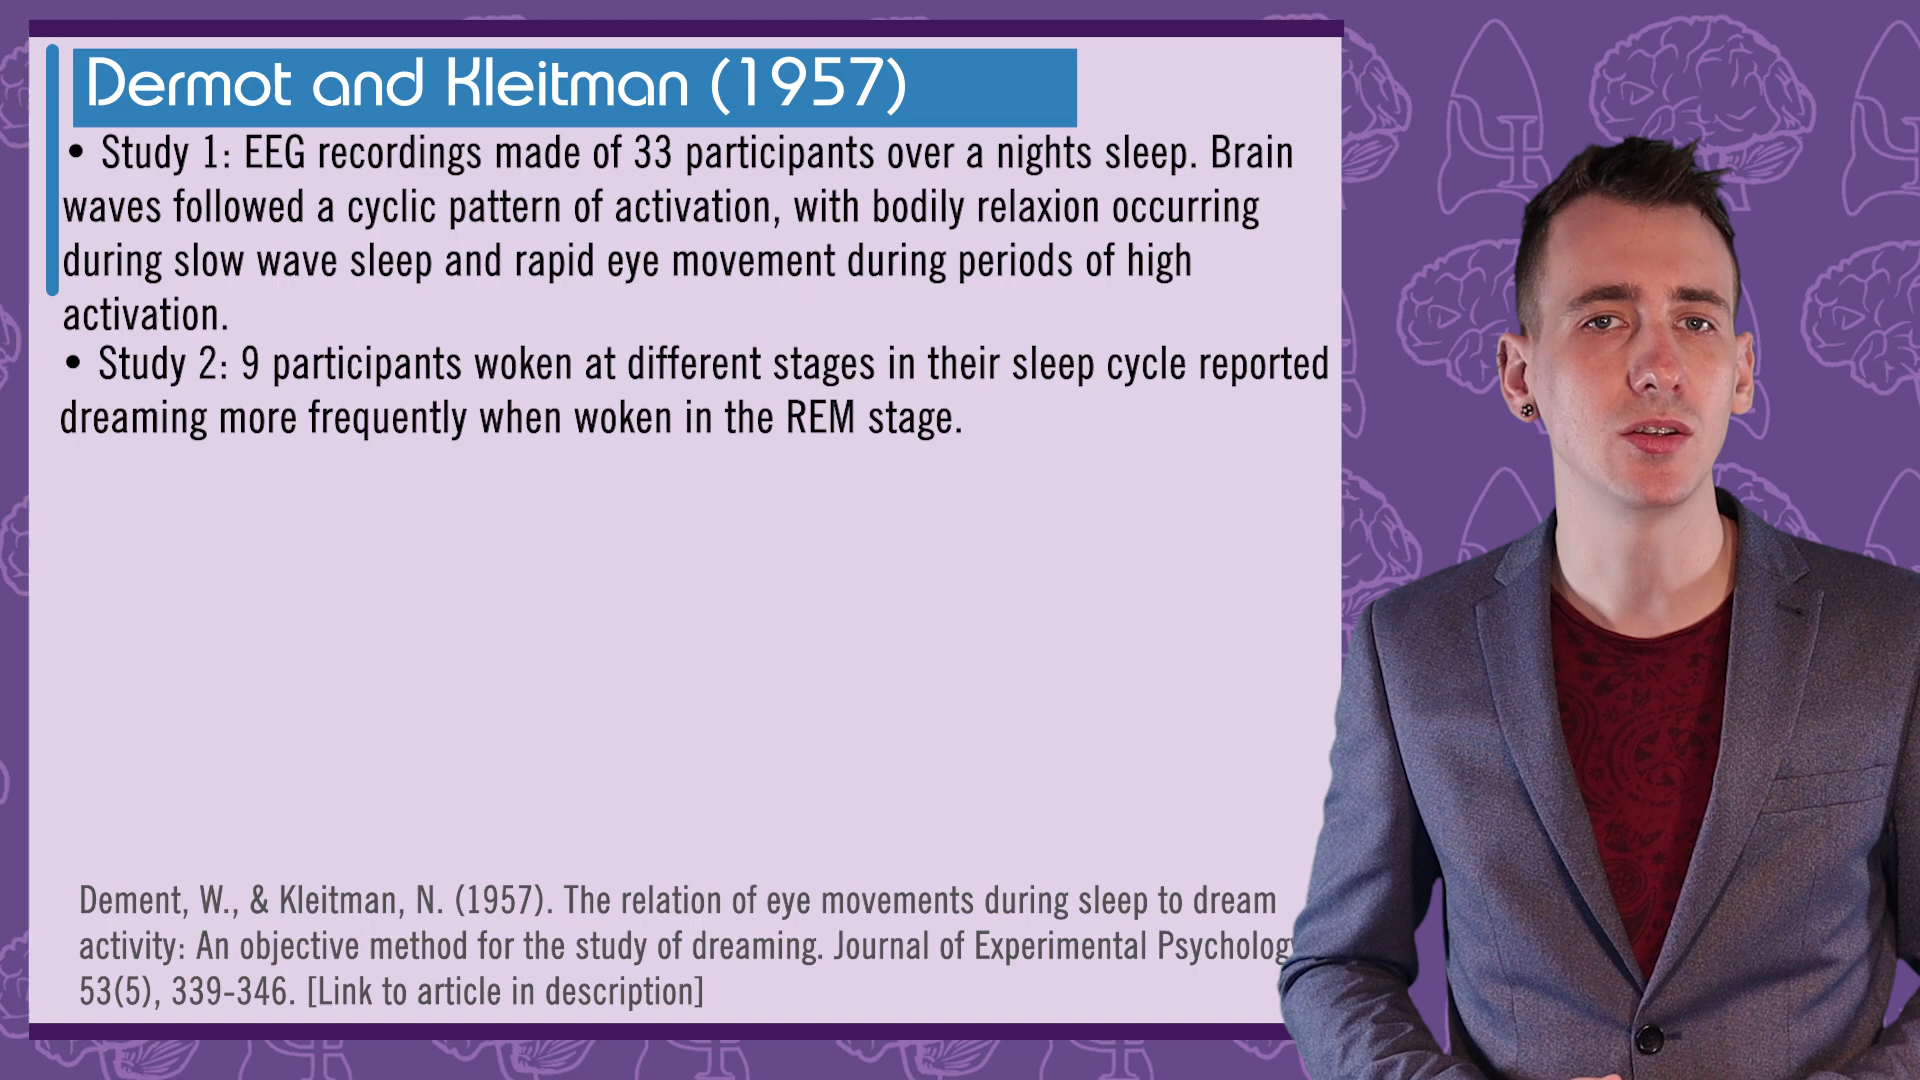 Dermot and Kleitman (1957)
• Study 1: EEG recordings made of 33 participants over a nights sleep. Brain
waves followed a cyclic pattern of activation, with bodily relaxion occurring
during slow wave sleep and rapid eye movement during periods of high
activation.
• Study 2: 9 participants woken at different stages in their sleep cycle reported
dreaming more frequently when woken in the REM stage.
Dement, W., & Kleitman, N. (1957). The relation of eye movements during sleep to dream
activity: An objective method for the study of dreaming. Journal of Experimental Psycholog
53(5), 339-346. [Link to article in description]